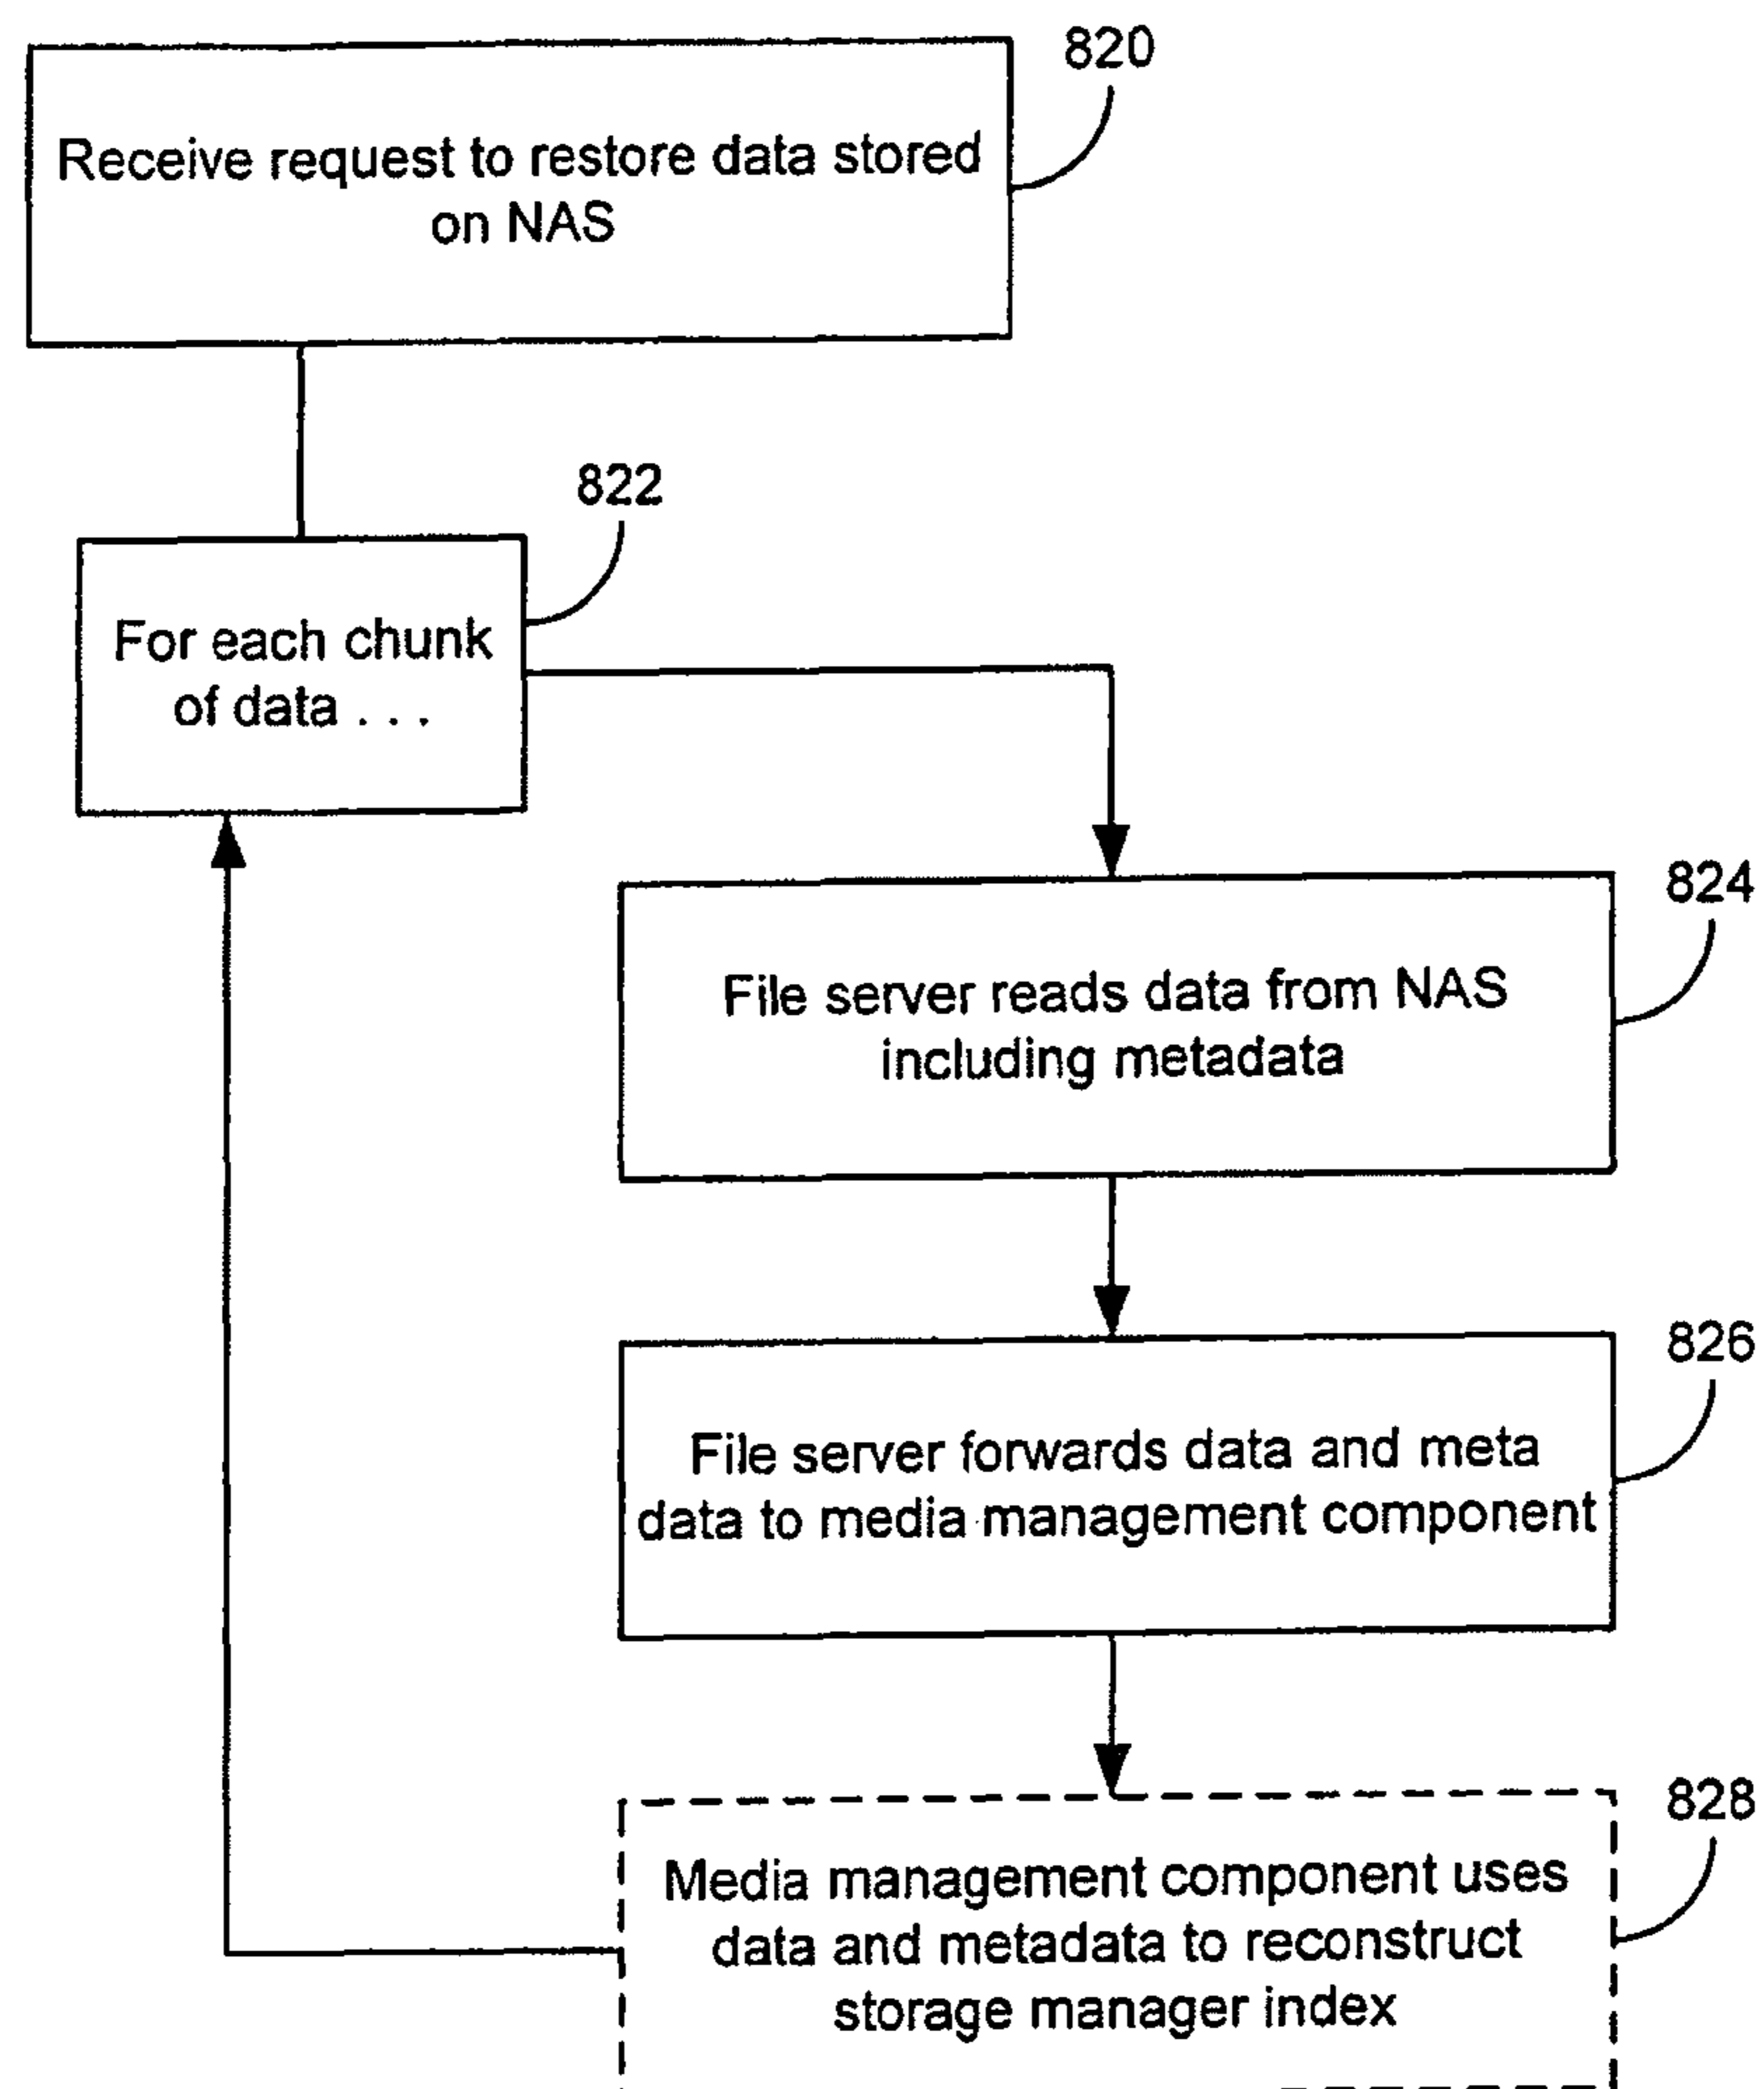 820
Receive request to restore data stored
on NAS
822
For each chunk
of data . . .
824
File server reads data from NAS
including metadata
826
File server forwards data and meta
data to media management component
828
Media management component uses
data and metadata to reconstruct
storage manager index